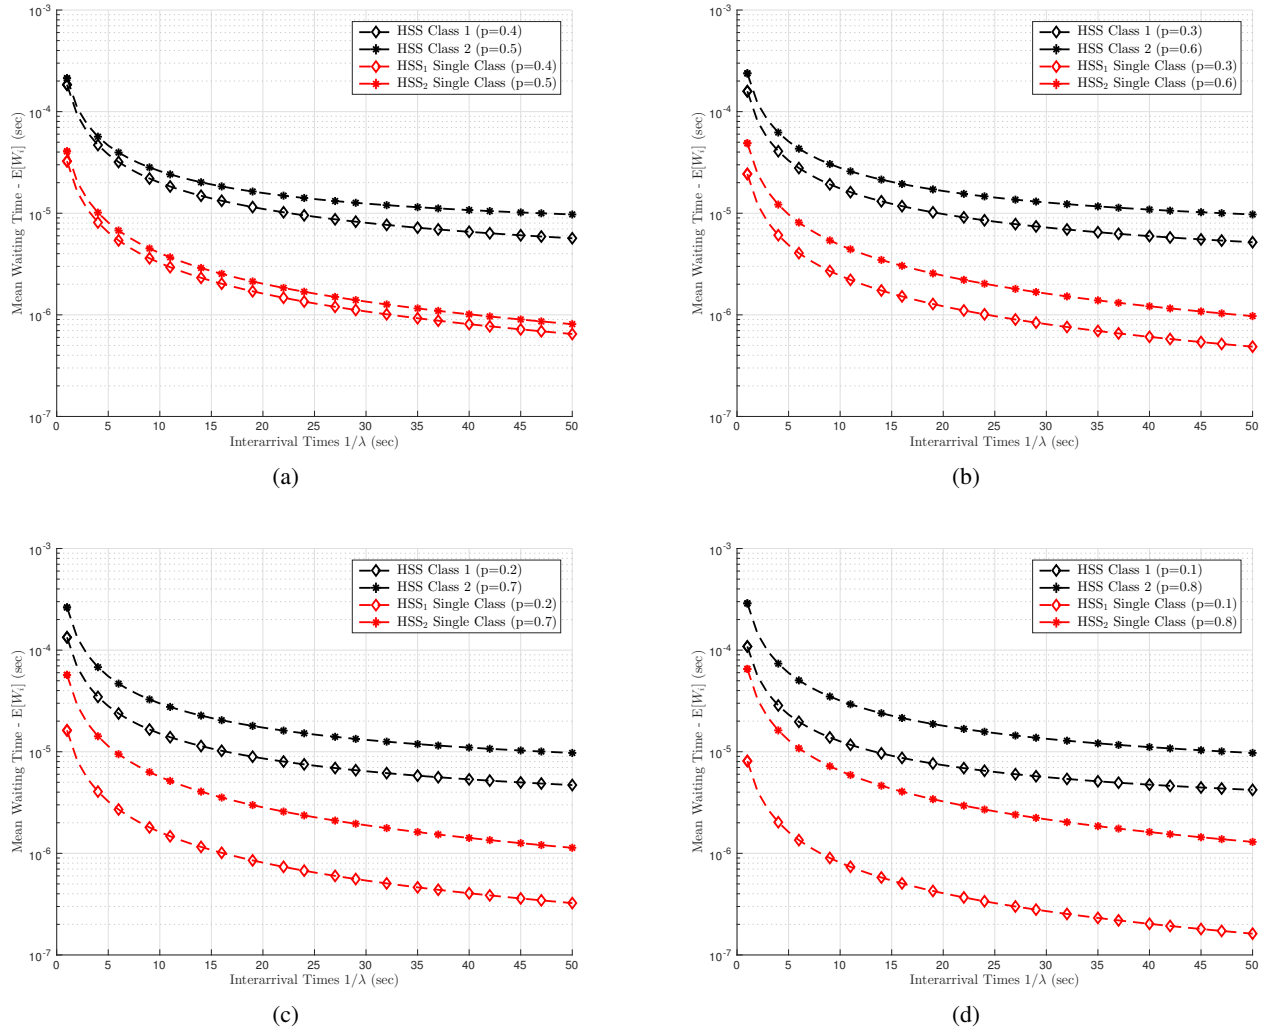 10-3
10-4
10-5
10-6
10-7
Mean Waiting Time - E[Wi] (sec)
HSS Class 1 (p=0.4)
HSS Class 2 (p=0.5)
HSS1 Single Class (p=0.4)
HSS2 Single Class (p=0.5)
0 5 10 15 20 25 30 35 40 45 50
Interarrival Times 1/λ (sec)
(a)
10-3
10-4
10-5
10-6
10-7
Mean Waiting Time - E[Wi] (sec)
HSS Class 1 (p=0.3)
HSS Class 2 (p=0.6)
HSS1 Single Class (p=0.3)
HSS2 Single Class (p=0.6)
0 5 10 15 20 25 30 35 40 45 50
Interarrival Times 1/λ (sec)
(b)
10-3
10-4
10-5
10-6
10-7
Mean Waiting Time - E[Wi] (sec)
HSS Class 1 (p=0.2)
HSS Class 2 (p=0.7)
HSS1 Single Class (p=0.2)
HSS2 Single Class (p=0.7)
0 5 10 15 20 25 30 35 40 45 50
Interarrival Times 1/λ (sec)
(c)
10-3
10-4
10-5
10-6
10-7
Mean Waiting Time - E[Wi] (sec)
HSS Class 1 (p=0.1)
HSS Class 2 (p=0.8)
HSS1 Single Class (p=0.1)
HSS2 Single Class (p=0.8)
0 5 10 15 20 25 30 35 40 45 50
Interarrival Times 1/λ (sec)
(d)